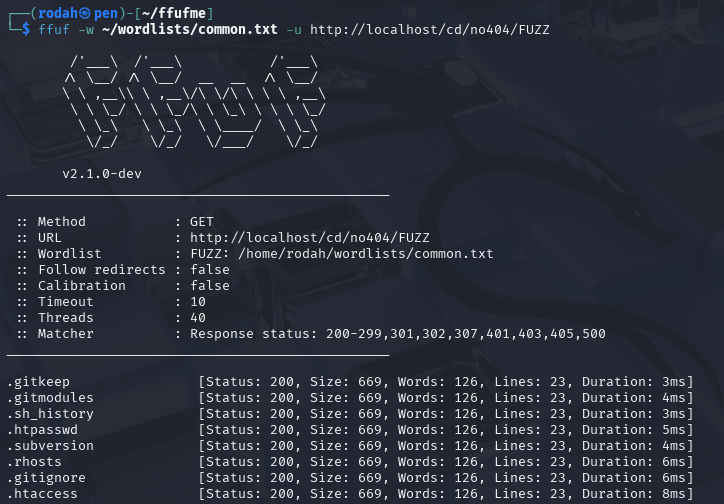 ┌──(rodah㉿pen)-[~/ffufme]
└─$ ffuf -w ~/wordlists/common.txt -u http://localhost/cd/no404/FUZZ

        /'___\  /'___\           /'___\
       /\ \__/ /\ \__/  __  __  /\ \__/
       \ \ ,__\\ \ ,__\/\ \/\ \ \ \ ,__\
        \ \ \_/ \ \ \_/\ \ \_\ \ \ \ \_/
         \ \_\   \ \_\  \ \____/  \ \_\
          \/_/    \/_/   \/___/    \/_/

       v2.1.0-dev
________________________________________________

 :: Method           : GET
 :: URL              : http://localhost/cd/no404/FUZZ
 :: Wordlist         : FUZZ: /home/rodah/wordlists/common.txt
 :: Follow redirects : false
 :: Calibration      : false
 :: Timeout          : 10
 :: Threads          : 40
 :: Matcher          : Response status: 200-299,301,302,307,401,403,405,500
________________________________________________

.gitkeep                [Status: 200, Size: 669, Words: 126, Lines: 23, Duration: 3ms]
.gitmodules             [Status: 200, Size: 669, Words: 126, Lines: 23, Duration: 4ms]
.sh_history             [Status: 200, Size: 669, Words: 126, Lines: 23, Duration: 3ms]
.htpasswd               [Status: 200, Size: 669, Words: 126, Lines: 23, Duration: 5ms]
.subversion             [Status: 200, Size: 669, Words: 126, Lines: 23, Duration: 4ms]
.rhosts                 [Status: 200, Size: 669, Words: 126, Lines: 23, Duration: 6ms]
.gitignore              [Status: 200, Size: 669, Words: 126, Lines: 23, Duration: 6ms]
.htaccess               [Status: 200, Size: 669, Words: 126, Lines: 23, Duration: 8ms]